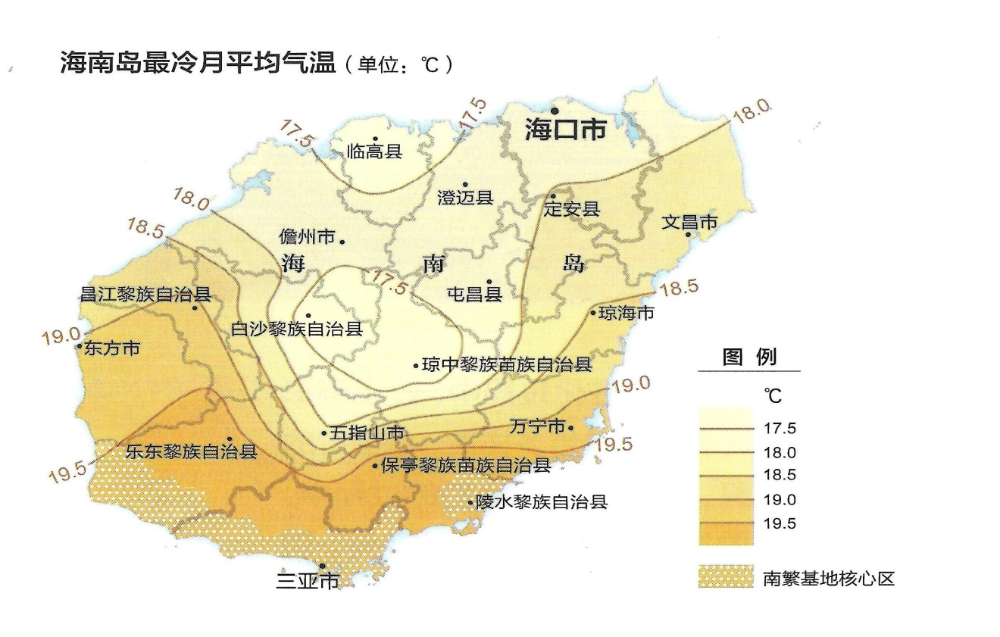 海南岛最冷月平均气温（单位：℃）
17.5
17.5
海口市
18.0
临高县
18.0
澄迈县
定安县
18.5
文昌市
儋州市
海南岛
17.5
昌江黎族自治县
屯昌县
18.5
琼海市
白沙黎族自治县
19.0
东方市
琼中黎族苗族自治县
19.0
五指山市
万宁市
19.5
乐东黎族自治县
19.5
保亭黎族苗族自治县
陵水黎族自治县
三亚市
图例
℃
17.5
18.0
18.5
19.0
19.5
南繁基地核心区